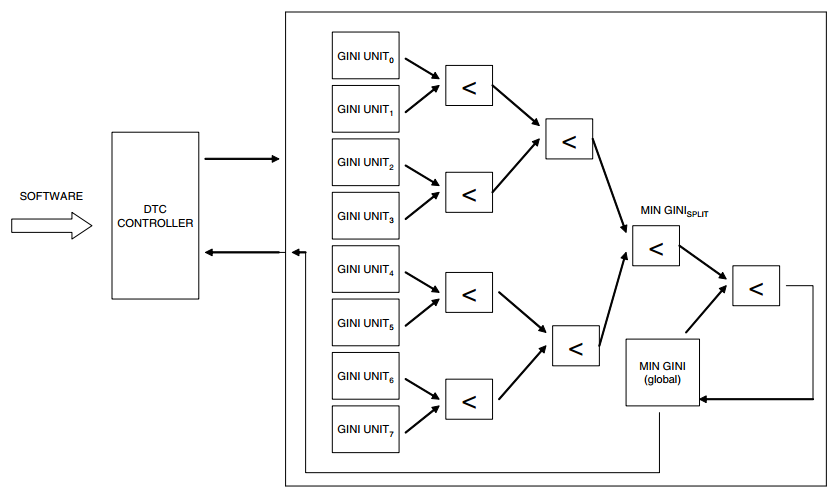 SOFTWARE
DTC
CONTROLLER
GINI UNIT0
GINI UNIT1
GINI UNIT2
GINI UNIT3
GINI UNIT4
GINI UNIT5
GINI UNIT6
GINI UNIT7
<
<
<
<
<
<
MIN GINISPLIT
<
<
MIN GINI
(global)